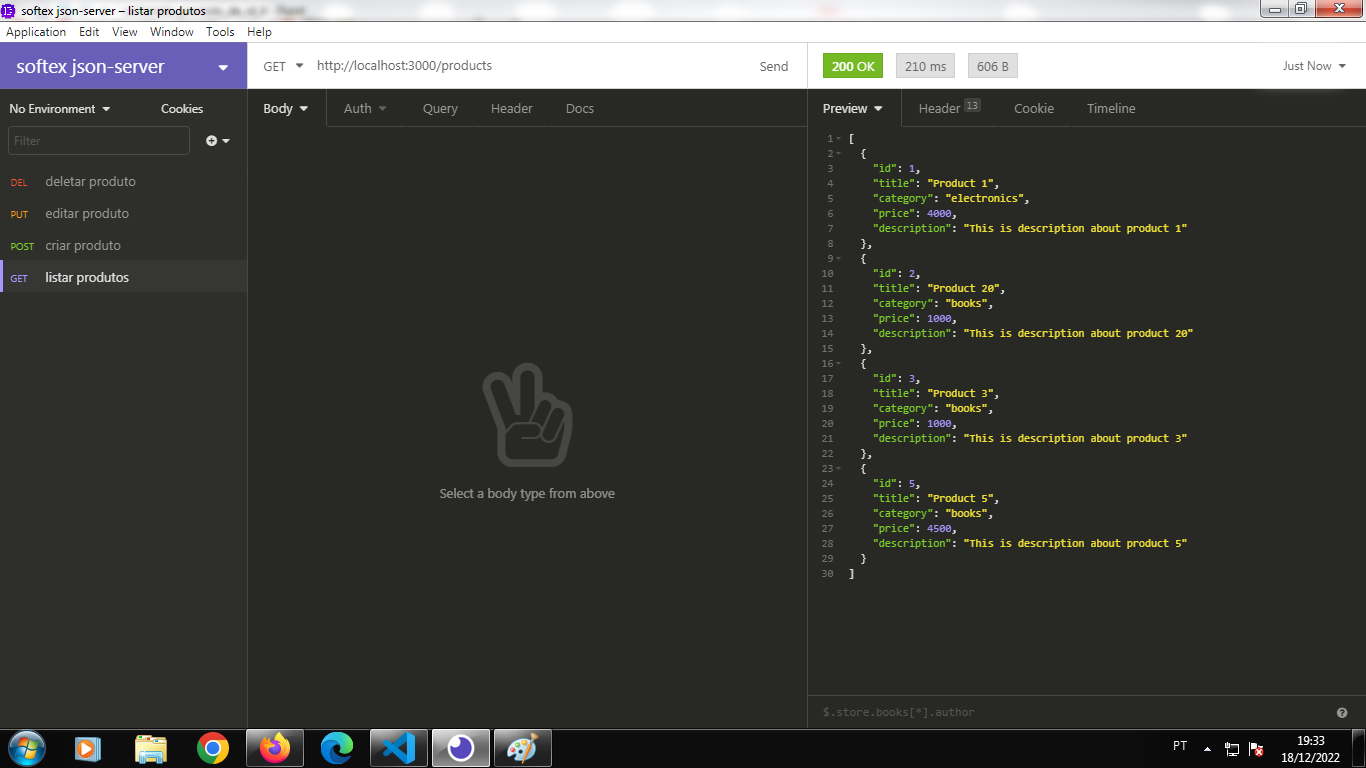 softex json-server – listar produtos
Application Edit View Window Tools Help
softex json-server
GET http://localhost:3000/products Send
200 OK 210 ms 606 B Just Now
No Environment Cookies
Body Auth Query Header Docs
Preview Header 13 Cookie Timeline
Filter
DEL deletar produto
PUT editar produto
POST criar produto
GET listar produtos
Select a body type from above
1 [
2 {
3 "id": 1,
4 "title": "Product 1",
5 "category": "electronics",
6 "price": 4000,
7 "description": "This is description about product 1"
8 },
9 {
10 "id": 2,
11 "title": "Product 20",
12 "category": "books",
13 "price": 1000,
14 "description": "This is description about product 20"
15 },
16 {
17 "id": 3,
18 "title": "Product 3",
19 "category": "books",
20 "price": 1000,
21 "description": "This is description about product 3"
22 },
23 {
24 "id": 5,
25 "title": "Product 5",
26 "category": "books",
27 "price": 4500,
28 "description": "This is description about product 5"
29 }
30 ]
$.store.books[*].author
PT
19:33
18/12/2022